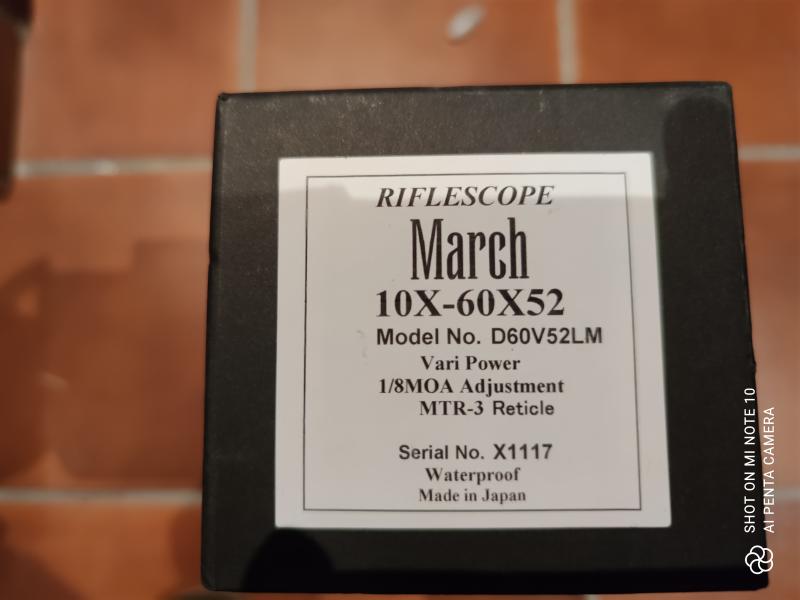 RIFLESCOPE
March
10X-60X52
Model No. D60V52LM
Vari Power
1/8MOA Adjustment
MTR-3 Reticle
Serial No. X1117
Waterproof
Made in Japan
SHOT ON MI NOTE 10
AI PENTA CAMERA